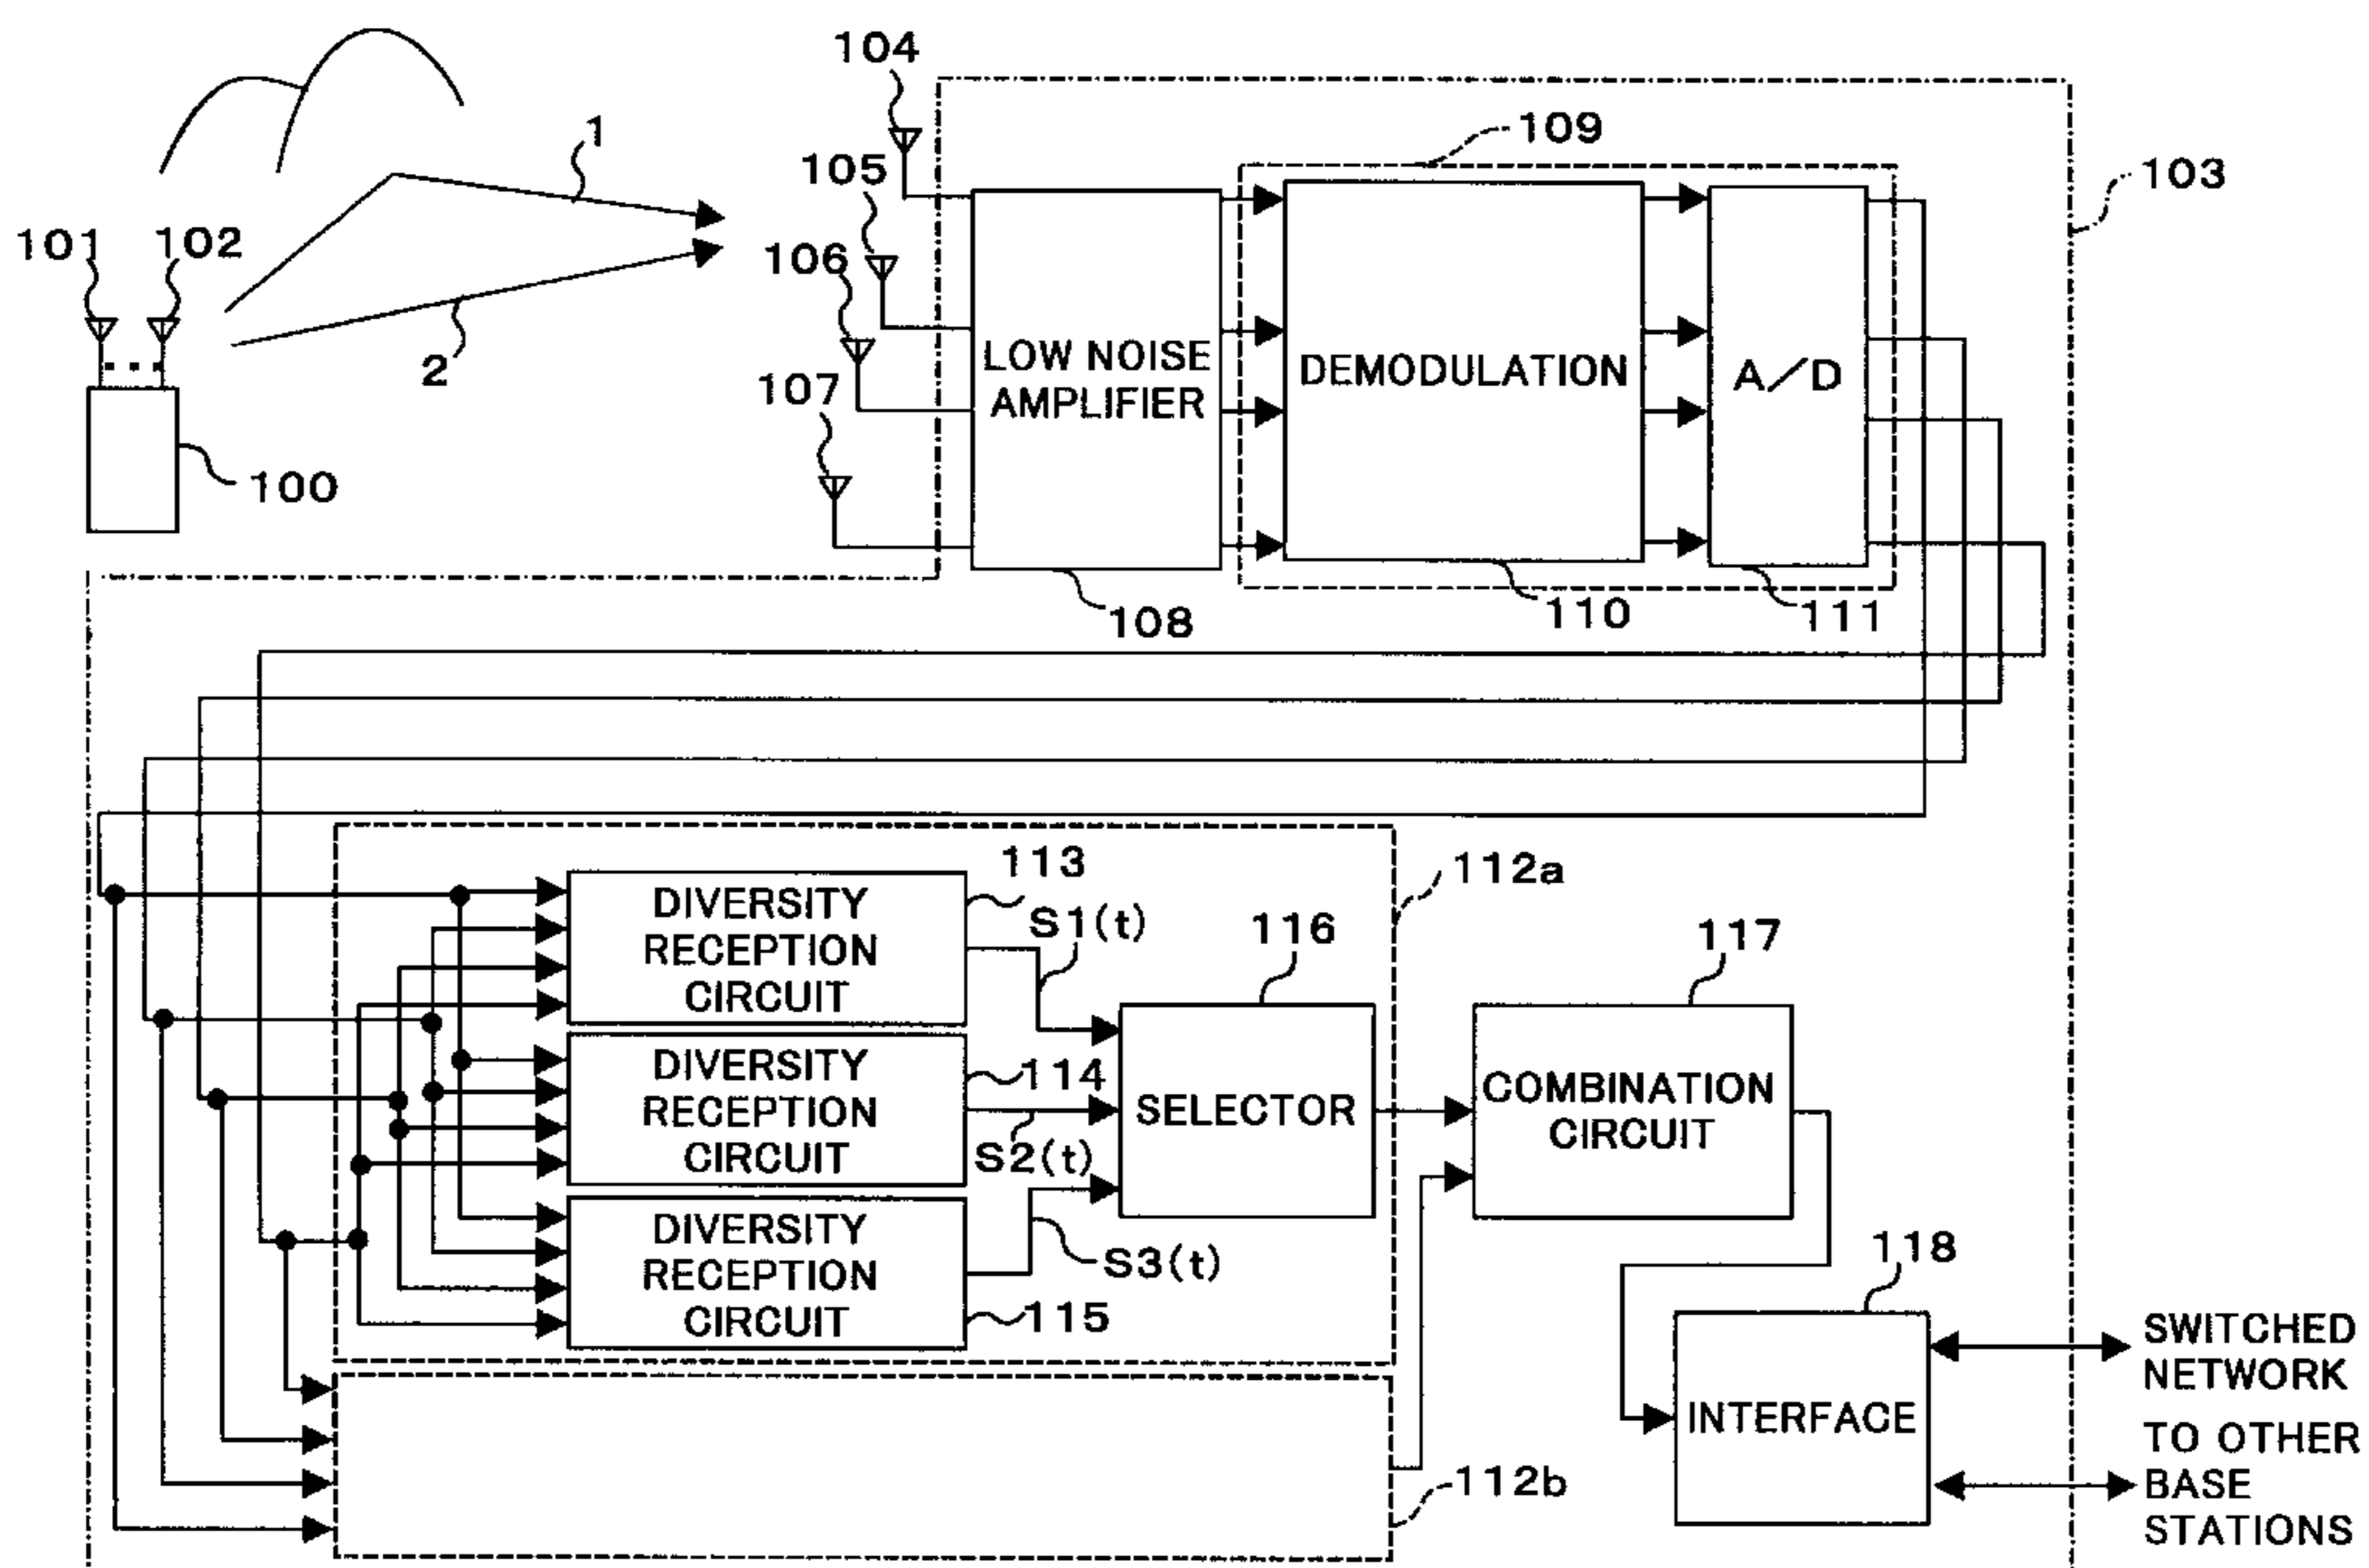 104
1
109
105
103
101
102
106
LOW NOISE
AMPLIFIER
DEMODULATION
A/D
2
107
100
108
110
111
113
112a
DIVERSITY
RECEPTION
CIRCUIT
S1(t)
116
117
DIVERSITY
RECEPTION
CIRCUIT
114
SELECTOR
COMBINATION
CIRCUIT
S2(t)
DIVERSITY
RECEPTION
CIRCUIT
S3(t)
115
118
INTERFACE
SWITCHED
NETWORK
TO OTHER
BASE
STATIONS
112b